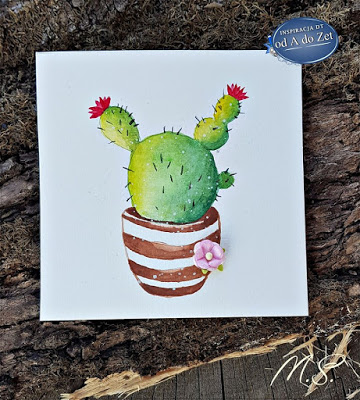 INSPIRACJA DT
od A do Zet
M.S.